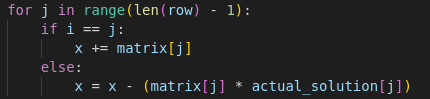 for j in range(len(row) - 1):
    if i == j:
        x += matrix[j]
    else:
        x = x - (matrix[j] * actual_solution[j])